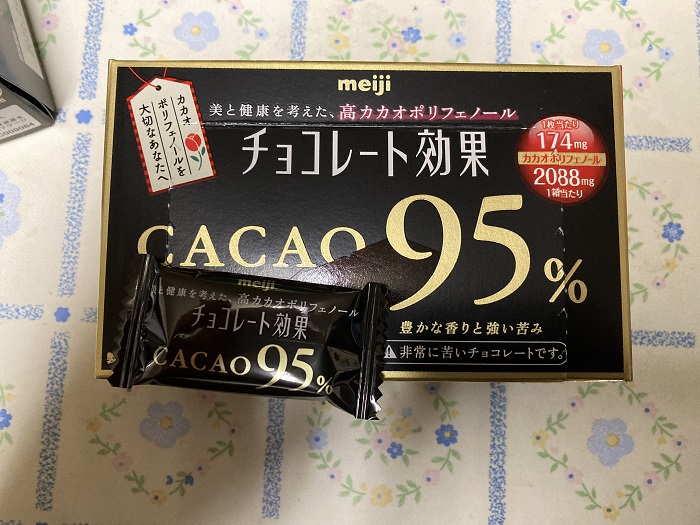 meiji
美と健康を考えた、高カカオポリフェノール
チョコレート効果
CACAO 95%
豊かな香りと強い苦み
⚠非常に苦いチョコレートです。
カカオ
ポリフェノールを
大切なあなたへ
1枚当たり
174mg
カカオポリフェノール
2088mg
1箱当たり
meiji
美と健康を考えた、高カカオポリフェノール
チョコレート効果
CACAO 95%